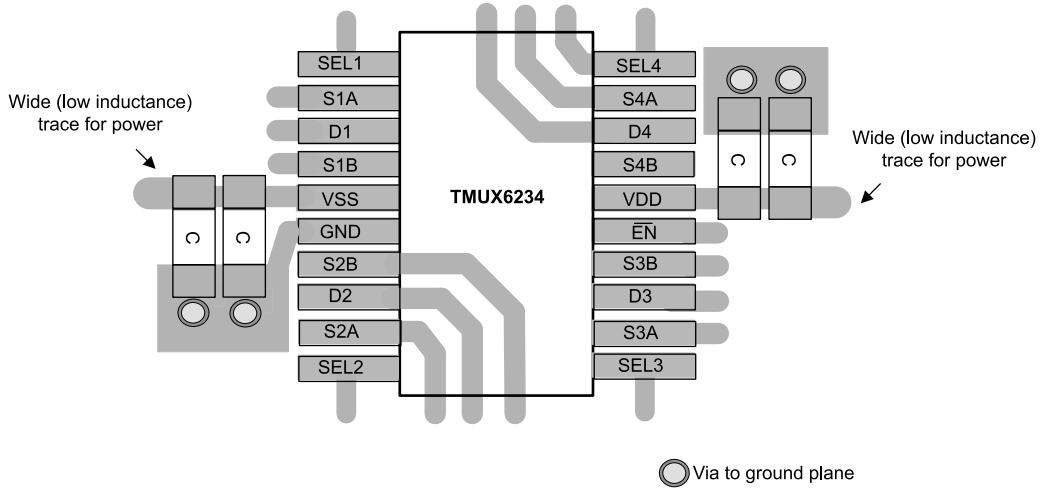 Wide (low inductance)
trace for power
SEL1
S1A
D1
S1B
VSS
GND
S2B
D2
S2A
SEL2
C
C
TMUX6234
SEL4
S4A
D4
S4B
VDD
EN
S3B
D3
S3A
SEL3
C
C
Wide (low inductance)
trace for power
Via to ground plane